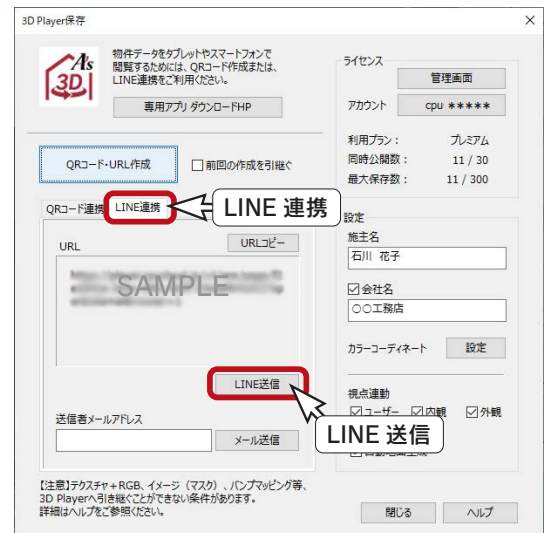 3D Player保存
A's
3D
物件データをタブレットやスマートフォンで
閲覧するためには、QRコード作成または、
LINE連携をご利用ください。
専用アプリ ダウンロードHP
QRコード・URL作成
前回の作成を引継ぐ
QRコード連携
LINE連携
LINE 連携
URL
URLコピー
SAMPLE
LINE送信
LINE 送信
送信者メールアドレス
メール送信
【注意】テクスチャ+RGB、イメージ(マスク)、バンプマッピング等、
3D Playerへ引き継ぐことができない条件があります。
詳細はヘルプをご参照ください。
ライセンス
管理画面
アカウント
cpu *****
利用プラン: プレミアム
同時公開数: 11 / 30
最大保存数: 11 / 300
設定
施主名
石川 花子
会社名
○○工務店
カラーコーディネート
設定
視点連動
ユーザー 内観 外観
閉じる
ヘルプ